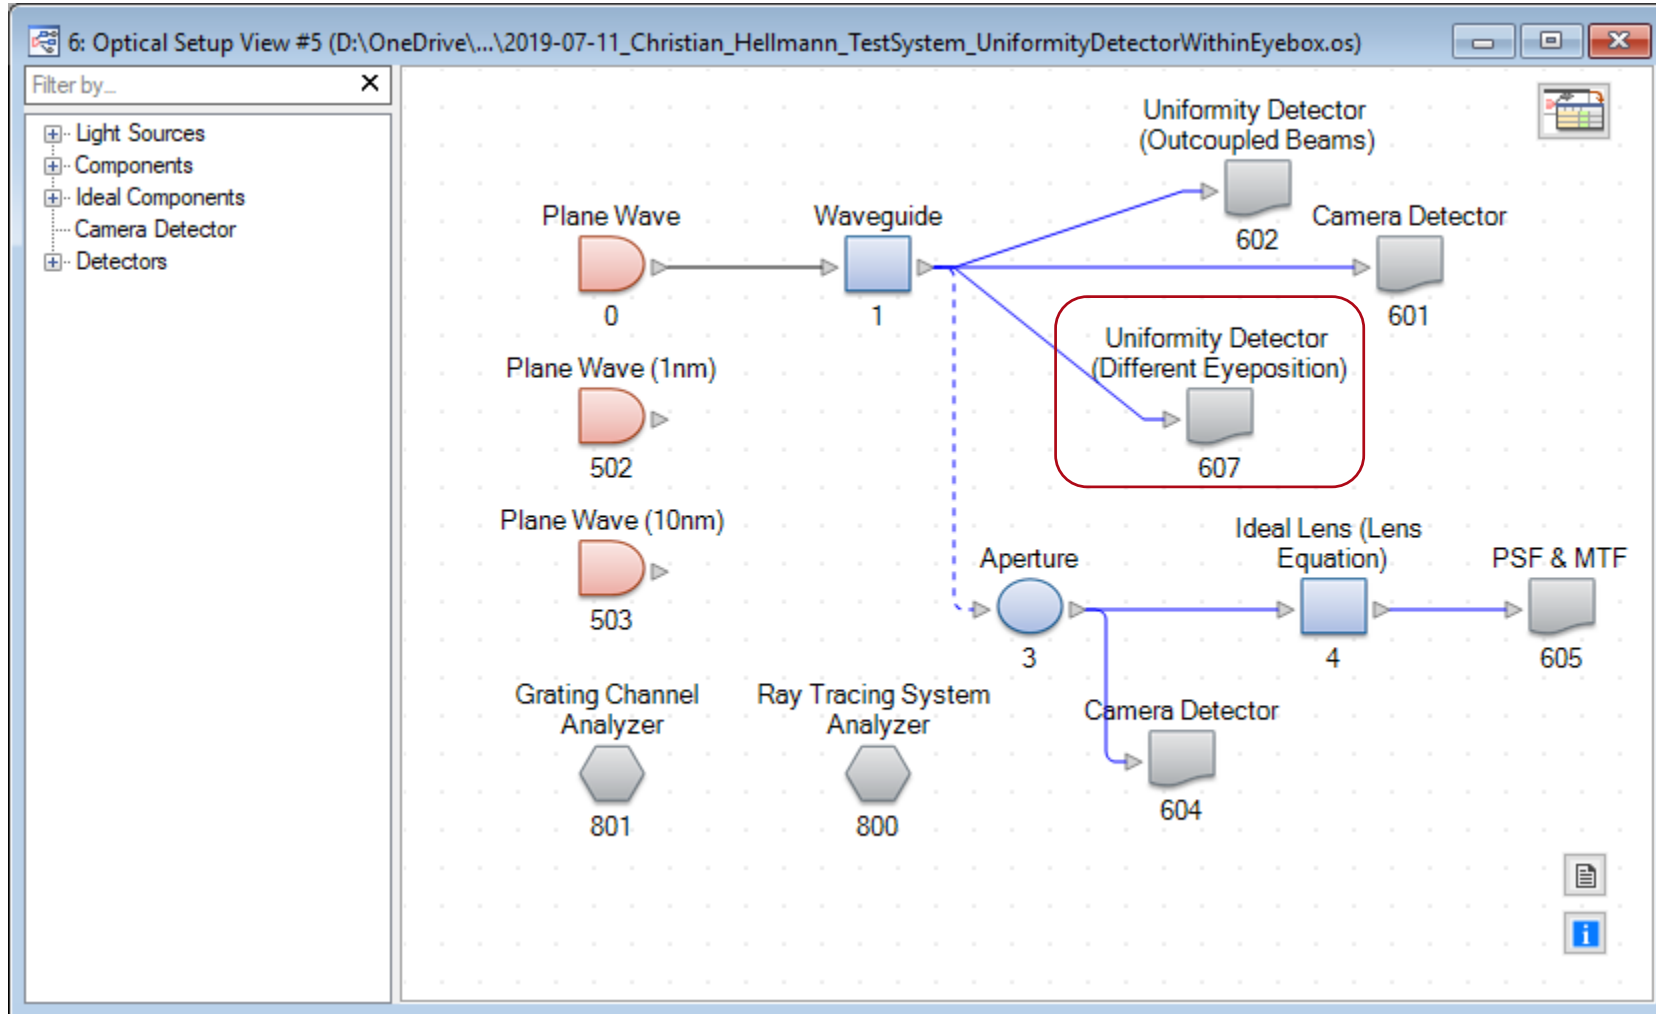 6: Optical Setup View #5 (D:\OneDrive\...\2019-07-11_Christian_Hellmann_TestSystem_UniformityDetectorWithinEyebox.os)
Filter by...
Light Sources
Components
Ideal Components
Camera Detector
Detectors
Uniformity Detector
(Outcoupled Beams)
602
Plane Wave
0
Waveguide
1
Camera Detector
601
Uniformity Detector
(Different Eyeposition)
607
Plane Wave (1nm)
502
Plane Wave (10nm)
503
Aperture
3
Ideal Lens (Lens
Equation)
4
PSF & MTF
605
Grating Channel
Analyzer
801
Ray Tracing System
Analyzer
800
Camera Detector
604